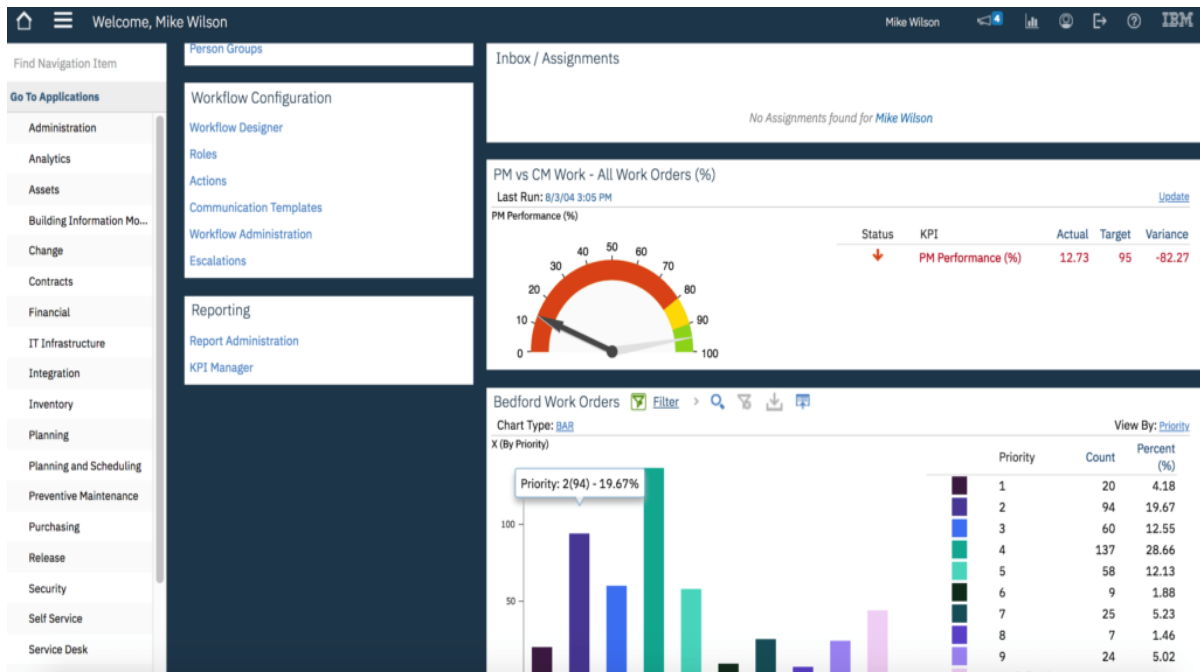 Welcome, Mike Wilson
Mike Wilson
4
IBM
Find Navigation Item
Go To Applications
Administration
Analytics
Assets
Building Information Mo...
Change
Contracts
Financial
IT Infrastructure
Integration
Inventory
Planning
Planning and Scheduling
Preventive Maintenance
Purchasing
Release
Security
Self Service
Service Desk
Person Groups
Workflow Configuration
Workflow Designer
Roles
Actions
Communication Templates
Workflow Administration
Escalations
Reporting
Report Administration
KPI Manager
Inbox / Assignments
No Assignments found for Mike Wilson
PM vs CM Work - All Work Orders (%)
Last Run: 8/3/04 3:05 PM
Update
PM Performance (%)
0
10
20
30
40
50
60
70
80
90
100
Status KPI Actual Target Variance
PM Performance (%) 12.73 95 -82.27
Bedford Work Orders Filter
Chart Type: BAR
View By: Priority
X (By Priority)
Priority: 2(94) - 19.67%
100
50
Priority Count Percent (%)
1 20 4.18
2 94 19.67
3 60 12.55
4 137 28.66
5 58 12.13
6 9 1.88
7 25 5.23
8 7 1.46
9 24 5.02